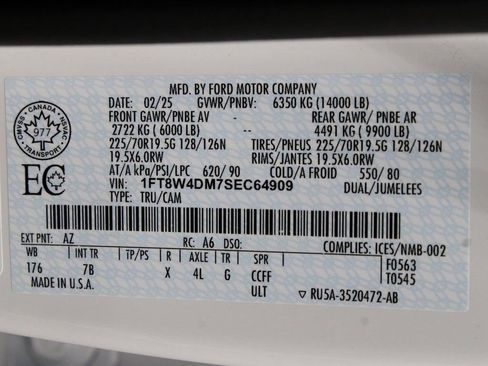 MFD. BY FORD MOTOR COMPANY
DATE: 02/25 GVWR/PNBV: 6350 KG (14000 LB)
FRONT GAWR/ PNBE AV - REAR GAWR/ PNBE AR
2722 KG ( 6000 LB) - 4491 KG ( 9900 LB)
225/70R19.5G 128/126N TIRES/PNEUS 225/70R19.5G 128/126N
19.5X6.0RW RIMS/JANTES 19.5X6.0RW
AT/A kPa/PSI/LPC 620/ 90 COLD/A FROID 550/ 80
VIN: 1FT8W4DM7SEC64909 DUAL/JUMELEES
TYPE: TRU/CAM
CMVSS · CANADA · NSVAC
977
TRANSPORT
EC
EXT PNT: AZ RC: A6 DSO: COMPLIES: ICES/NMB-002
WB INT TR TP/PS R AXLE TR SPR F0563
176 7B X 4L G CCFF T0545
MADE IN U.S.A. ULT ▽ RU5A-3520472-AB